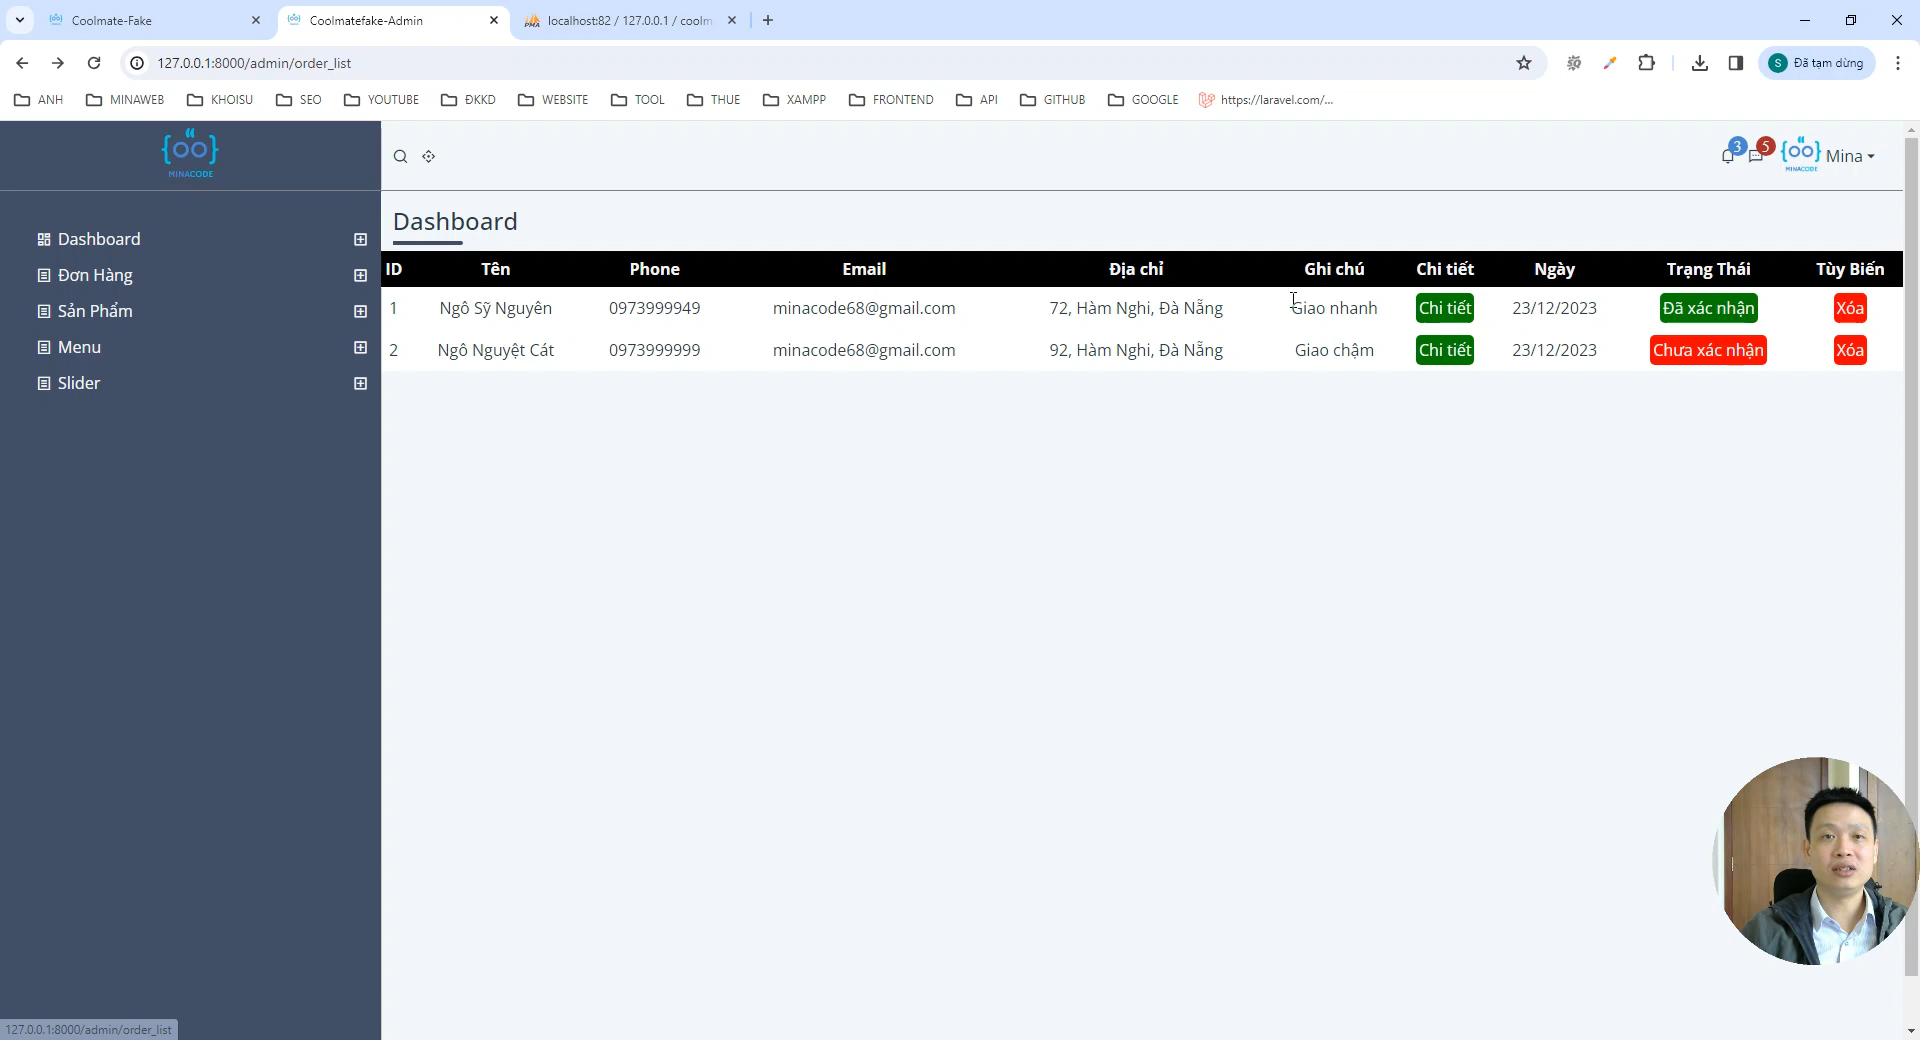 Coolmate-Fake
Coolmatefake-Admin
localhost:82 / 127.0.0.1 / coolm
127.0.0.1:8000/admin/order_list
Đã tạm dừng
ANH MINAWEB KHOISU SEO YOUTUBE ĐKKD WEBSITE TOOL THUE XAMPP FRONTEND API GITHUB GOOGLE https://laravel.com/...
MINACODE
3 5 MINACODE Mina
Dashboard
Đơn Hàng
Sản Phẩm
Menu
Slider
Dashboard
ID Tên Phone Email Địa chỉ Ghi chú Chi tiết Ngày Trạng Thái Tùy Biến
1 Ngô Sỹ Nguyên 0973999949 minacode68@gmail.com 72, Hàm Nghi, Đà Nẵng Giao nhanh Chi tiết 23/12/2023 Đã xác nhận Xóa
2 Ngô Nguyệt Cát 0973999999 minacode68@gmail.com 92, Hàm Nghi, Đà Nẵng Giao chậm Chi tiết 23/12/2023 Chưa xác nhận Xóa
127.0.0.1:8000/admin/order_list